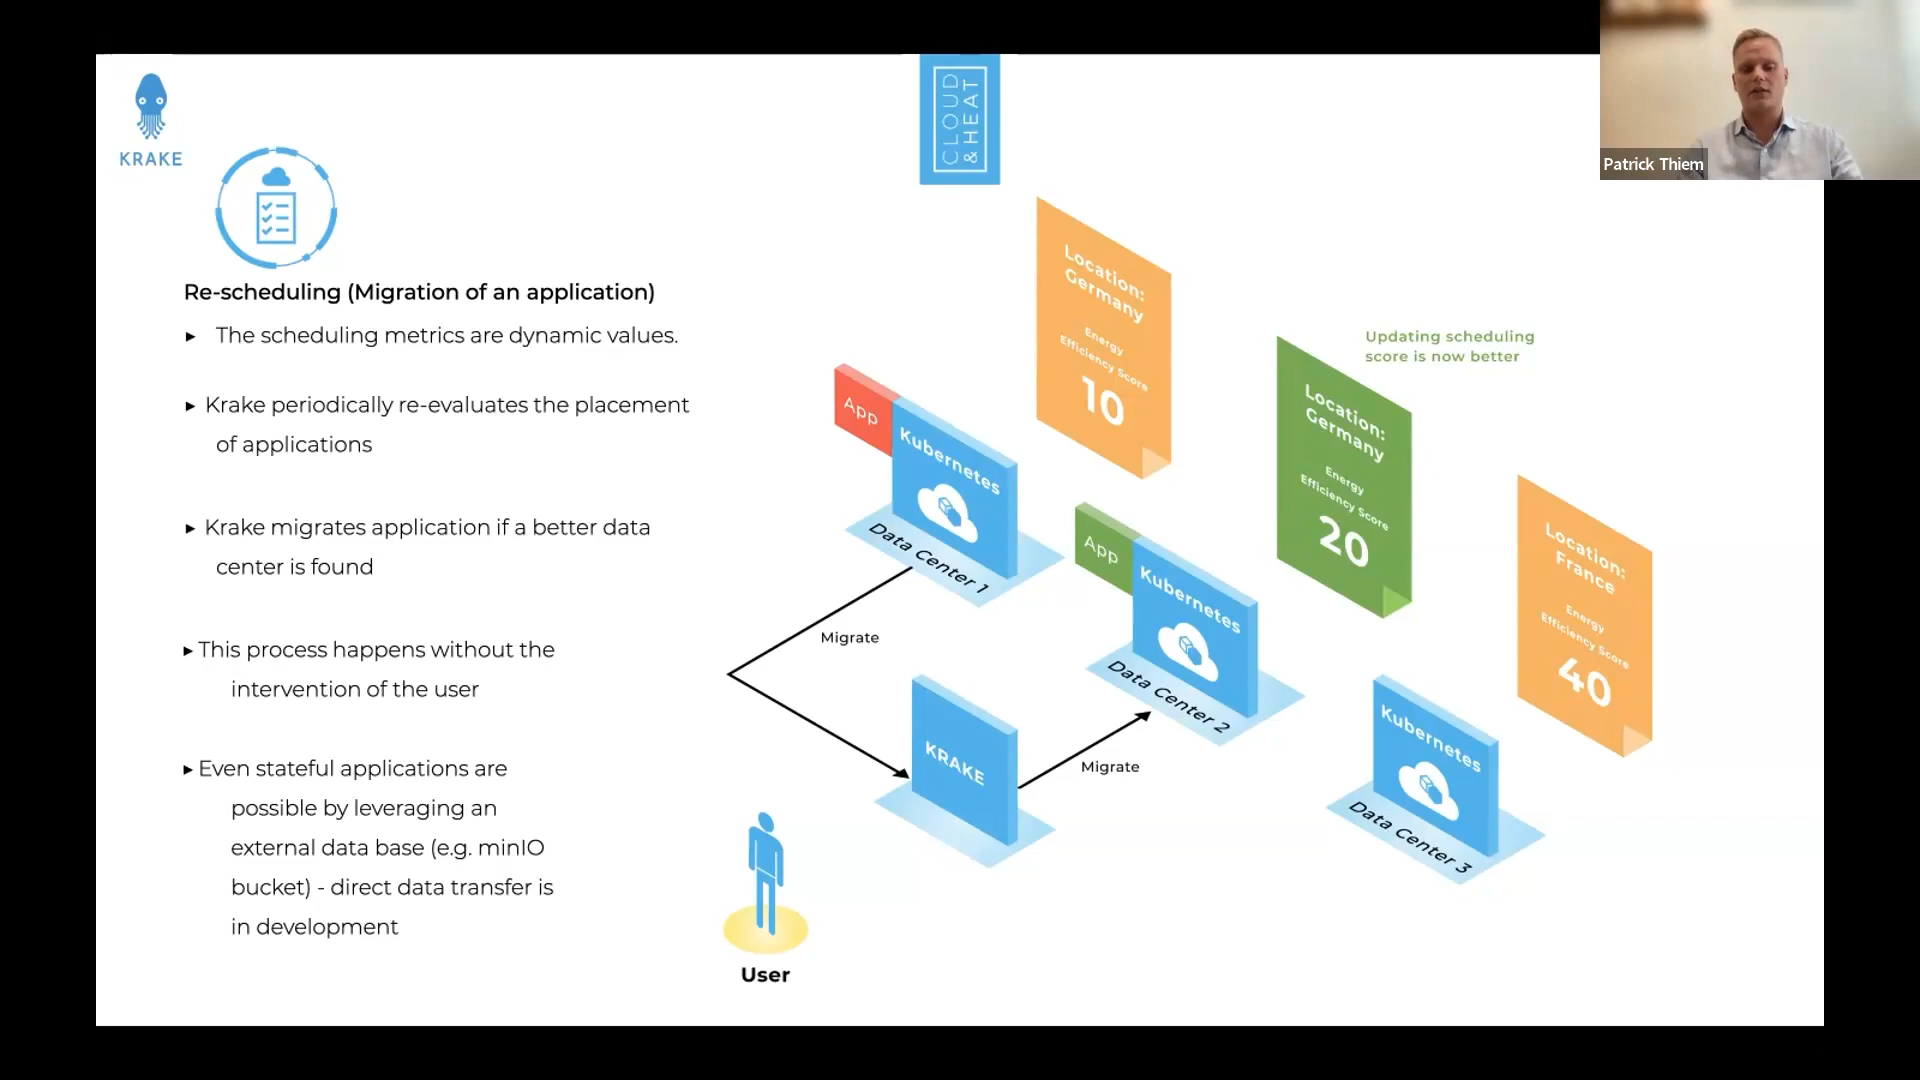 KRAKE
CLOUD
& HEAT
Patrick Thiem
Re-scheduling (Migration of an application)
▸ The scheduling metrics are dynamic values.
▸ Krake periodically re-evaluates the placement
of applications
▸ Krake migrates application if a better data
center is found
▸ This process happens without the
intervention of the user
▸ Even stateful applications are
possible by leveraging an
external data base (e.g. minIO
bucket) - direct data transfer is
in development
Location:
Germany
Energy
Efficiency Score
10
Updating scheduling
score is now better
Location:
Germany
Energy
Efficiency Score
20
Location:
France
Energy
Efficiency Score
40
App
Kubernetes
Data Center 1
App
Kubernetes
Data Center 2
Kubernetes
Data Center 3
Migrate
KRAKE
Migrate
User